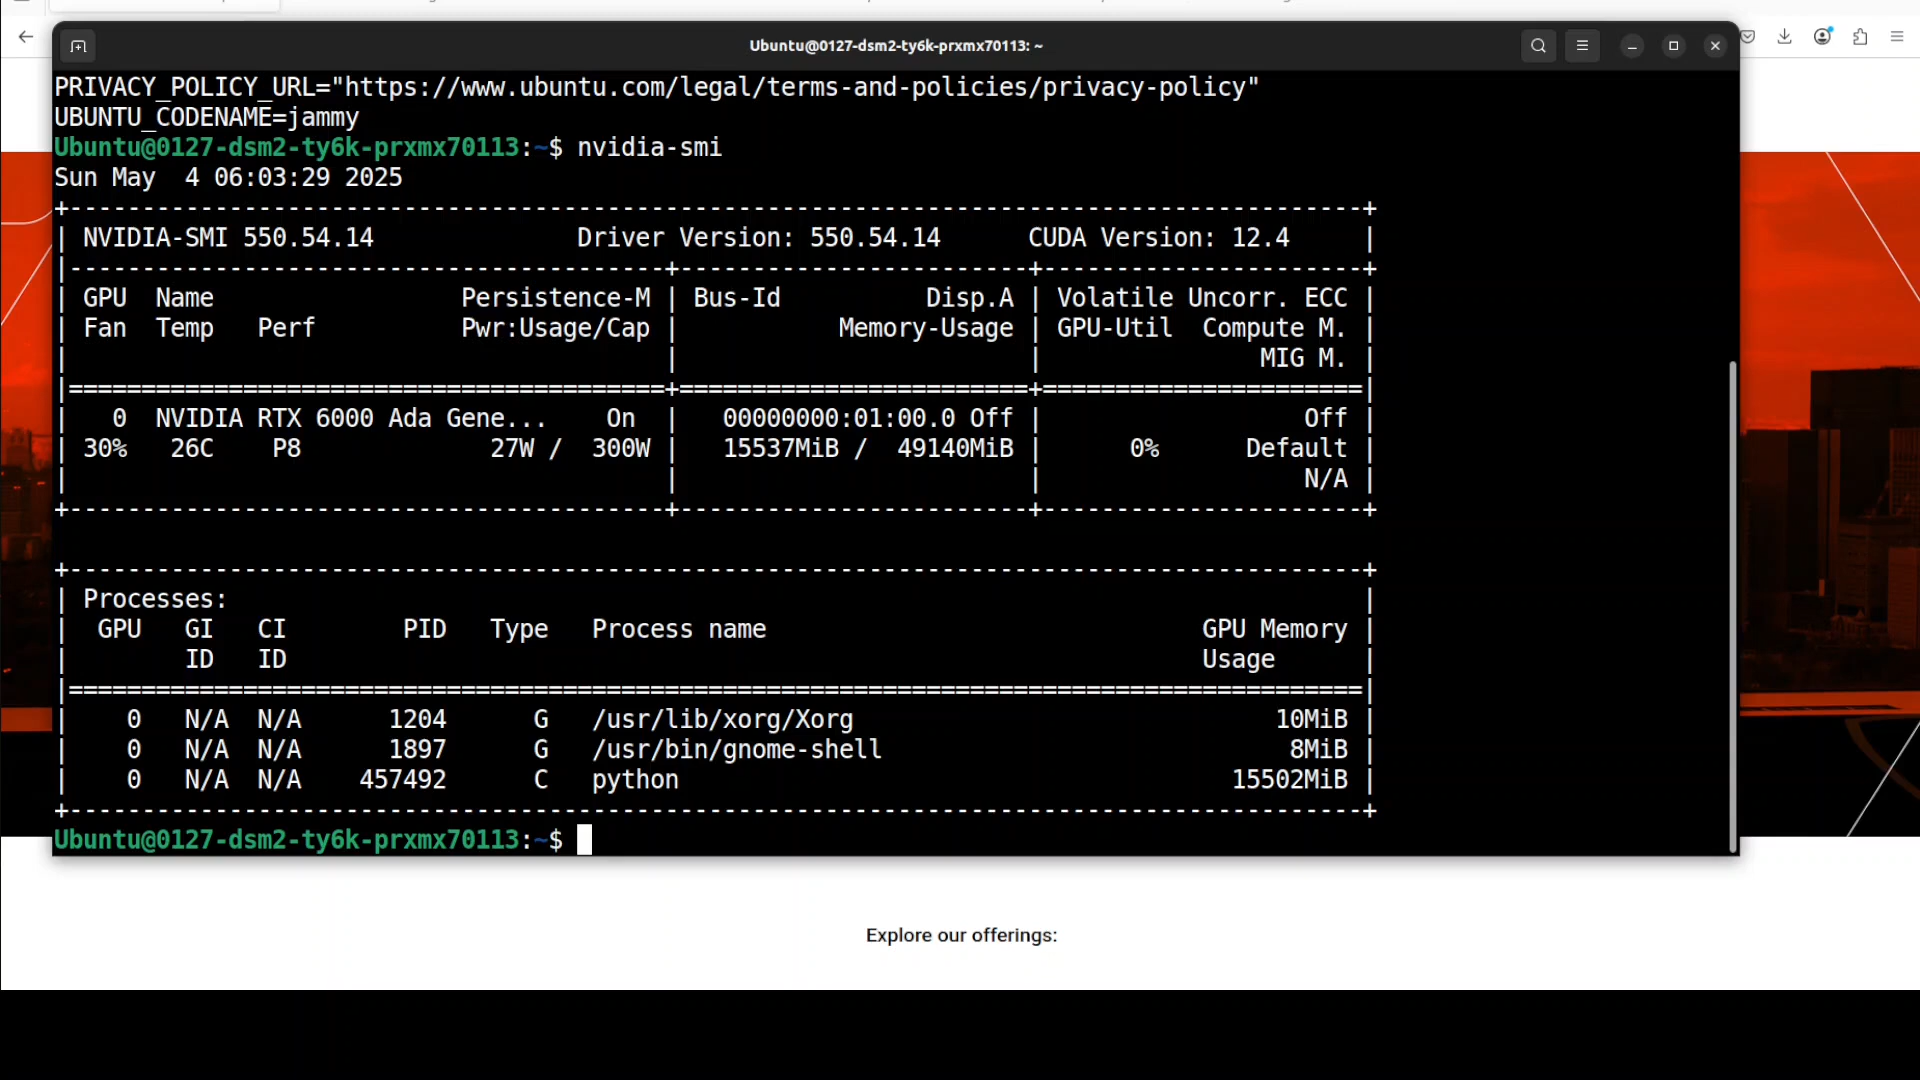 Ubuntu@0127-dsm2-ty6k-prxmx70113: ~
PRIVACY_POLICY_URL="https://www.ubuntu.com/legal/terms-and-policies/privacy-policy"
UBUNTU_CODENAME=jammy
Ubuntu@0127-dsm2-ty6k-prxmx70113:~$ nvidia-smi
Sun May  4 06:03:29 2025
+-----------------------------------------------------------------------------------------+
| NVIDIA-SMI 550.54.14              Driver Version: 550.54.14      CUDA Version: 12.4     |
|-----------------------------------------+------------------------+----------------------+
| GPU  Name                 Persistence-M | Bus-Id          Disp.A | Volatile Uncorr. ECC |
| Fan  Temp   Perf          Pwr:Usage/Cap |           Memory-Usage | GPU-Util  Compute M. |
|                                         |                        |               MIG M. |
|=========================================+========================+======================|
|   0  NVIDIA RTX 6000 Ada Gene...    On  |   00000000:01:00.0 Off |                  Off |
| 30%   26C    P8             27W /  300W |   15537MiB /  49140MiB |      0%      Default |
|                                         |                        |                  N/A |
+-----------------------------------------+------------------------+----------------------+
+-----------------------------------------------------------------------------------------+
| Processes:                                                                              |
|  GPU   GI   CI        PID   Type   Process name                              GPU Memory |
|        ID   ID                                                               Usage      |
|=========================================================================================|
|    0   N/A  N/A      1204      G   /usr/lib/xorg/Xorg                             10MiB |
|    0   N/A  N/A      1897      G   /usr/bin/gnome-shell                            8MiB |
|    0   N/A  N/A    457492      C   python                                      15502MiB |
+-----------------------------------------------------------------------------------------+
Ubuntu@0127-dsm2-ty6k-prxmx70113:~$
Explore our offerings: